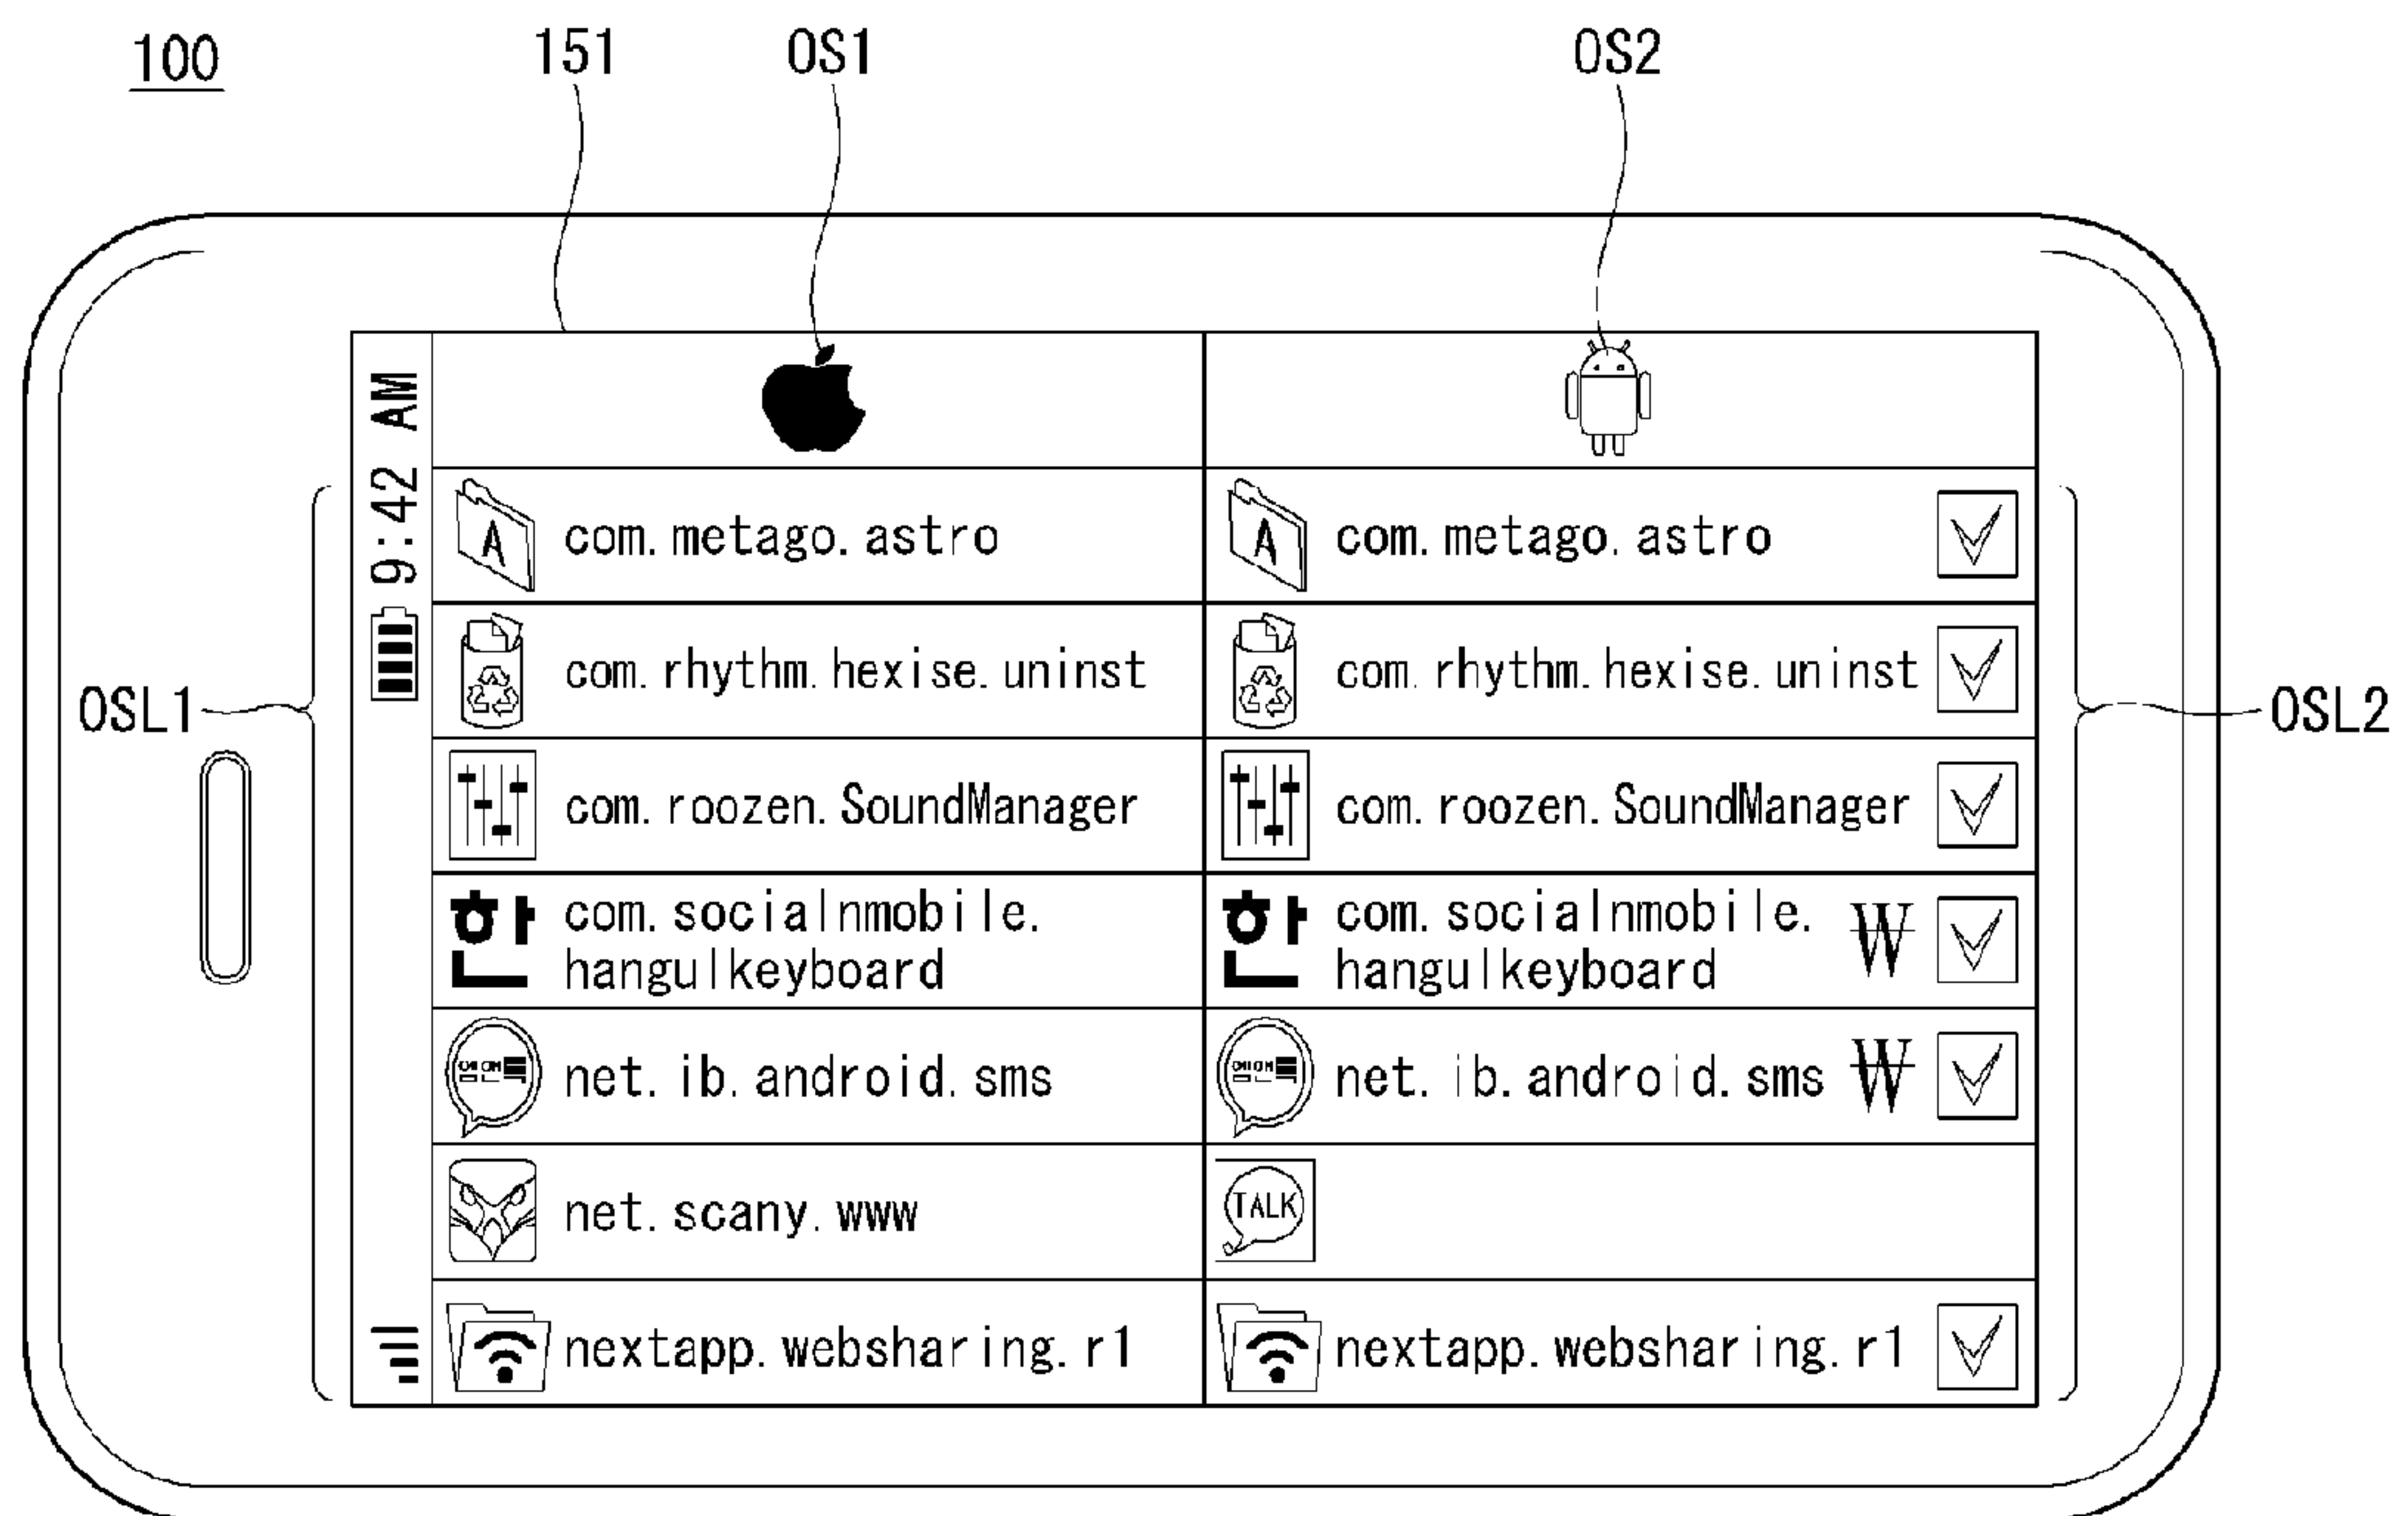 100
151
OS1
OS2
9:42 AM
OSL1
OSL2
A com.metago.astro
A com.metago.astro
com.rhythm.hexise.uninst
com.rhythm.hexise.uninst
com.roozen.SoundManager
com.roozen.SoundManager
한 com.socialnmobile.
hangulkeyboard
한 com.socialnmobile. ₩
hangulkeyboard
net.ib.android.sms
net.ib.android.sms ₩
net.scany.www
TALK
nextapp.websharing.r1
nextapp.websharing.r1